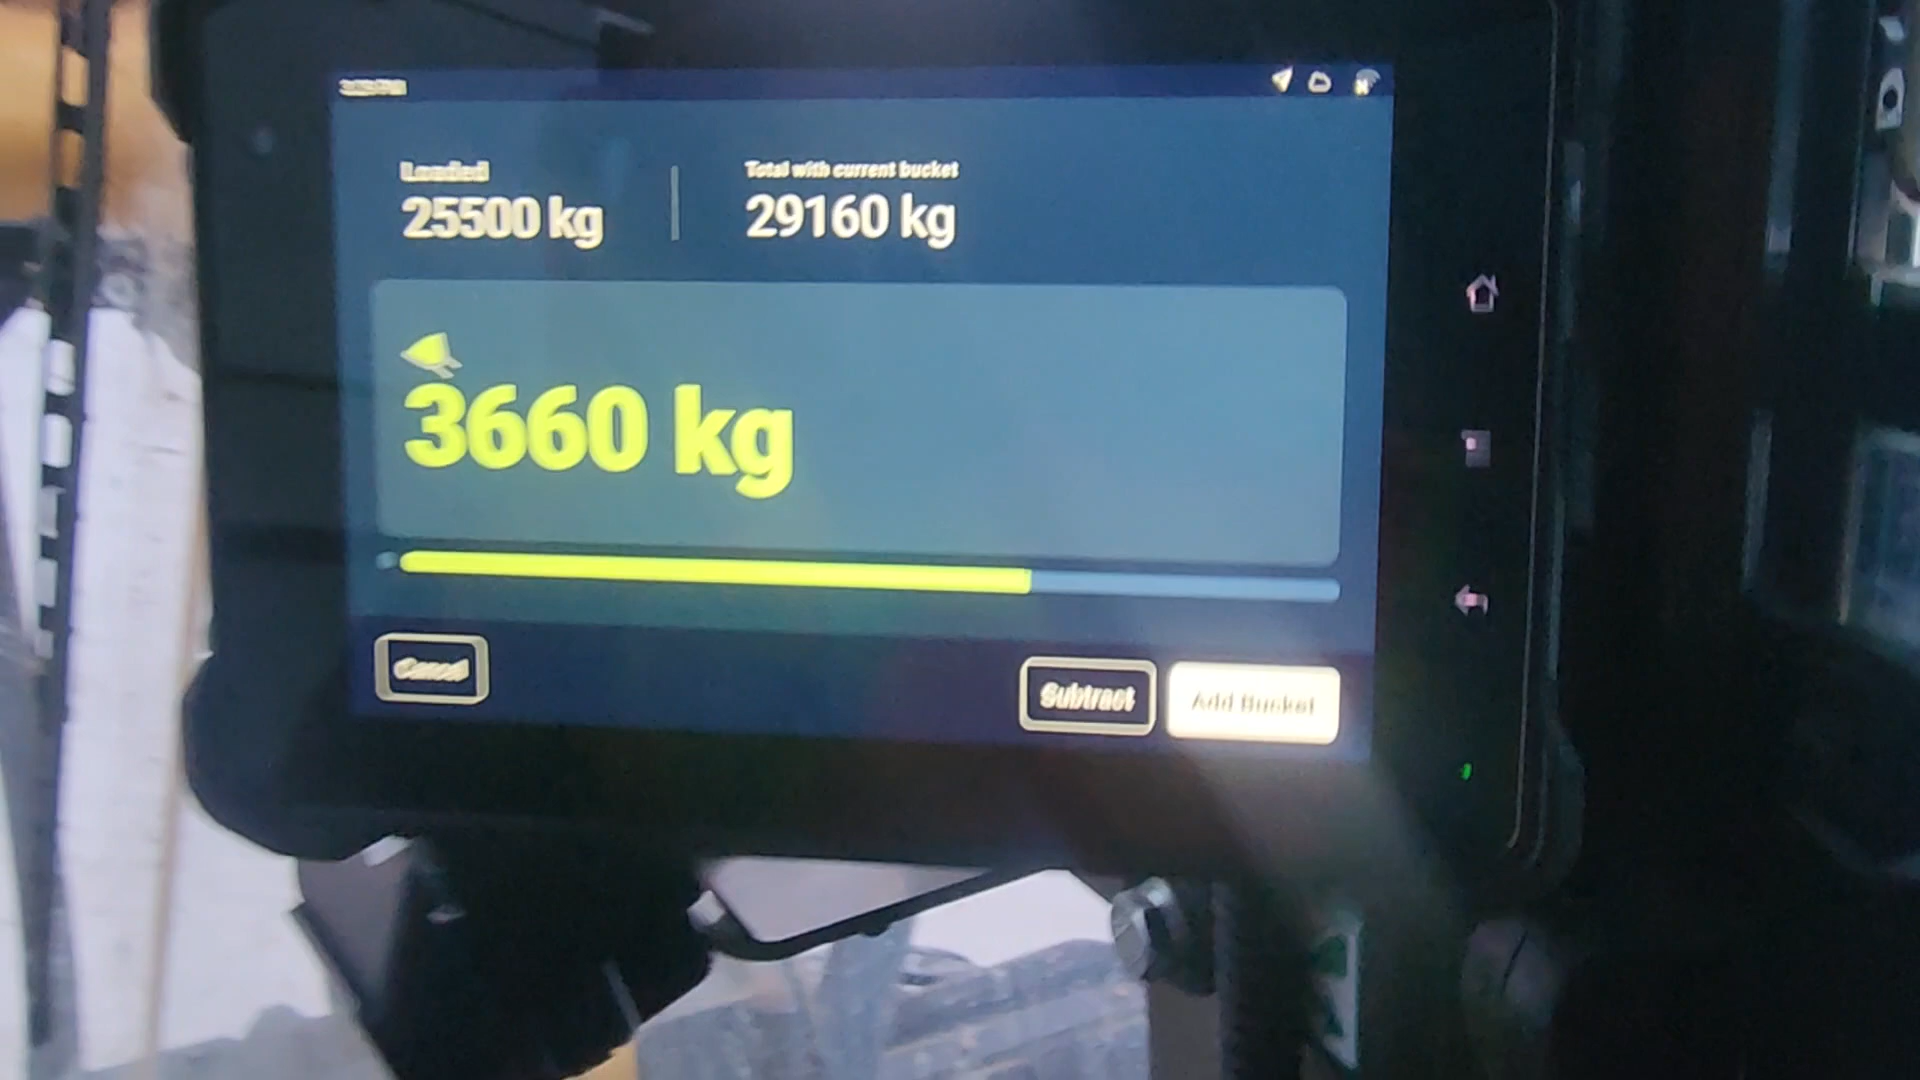 Loaded
25500 kg
Total with current bucket
29160 kg
3660 kg
Cancel
Subtract
Add Bucket